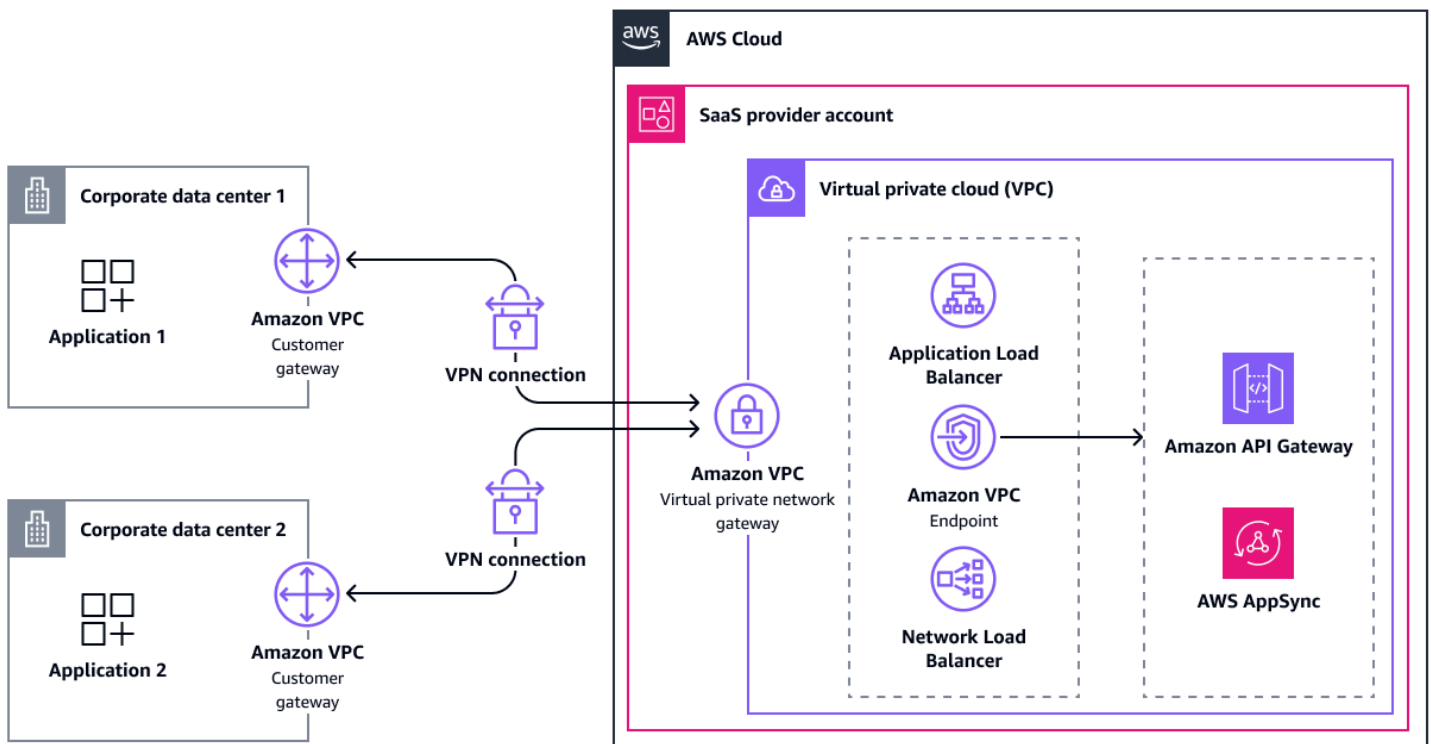 aws
AWS Cloud
SaaS provider account
Virtual private cloud (VPC)
Corporate data center 1
Application 1
Amazon VPC
Customer
gateway
VPN connection
Corporate data center 2
Application 2
Amazon VPC
Customer
gateway
VPN connection
Amazon VPC
Virtual private network
gateway
Application Load
Balancer
Amazon VPC
Endpoint
Network Load
Balancer
</>
Amazon API Gateway
AWS AppSync